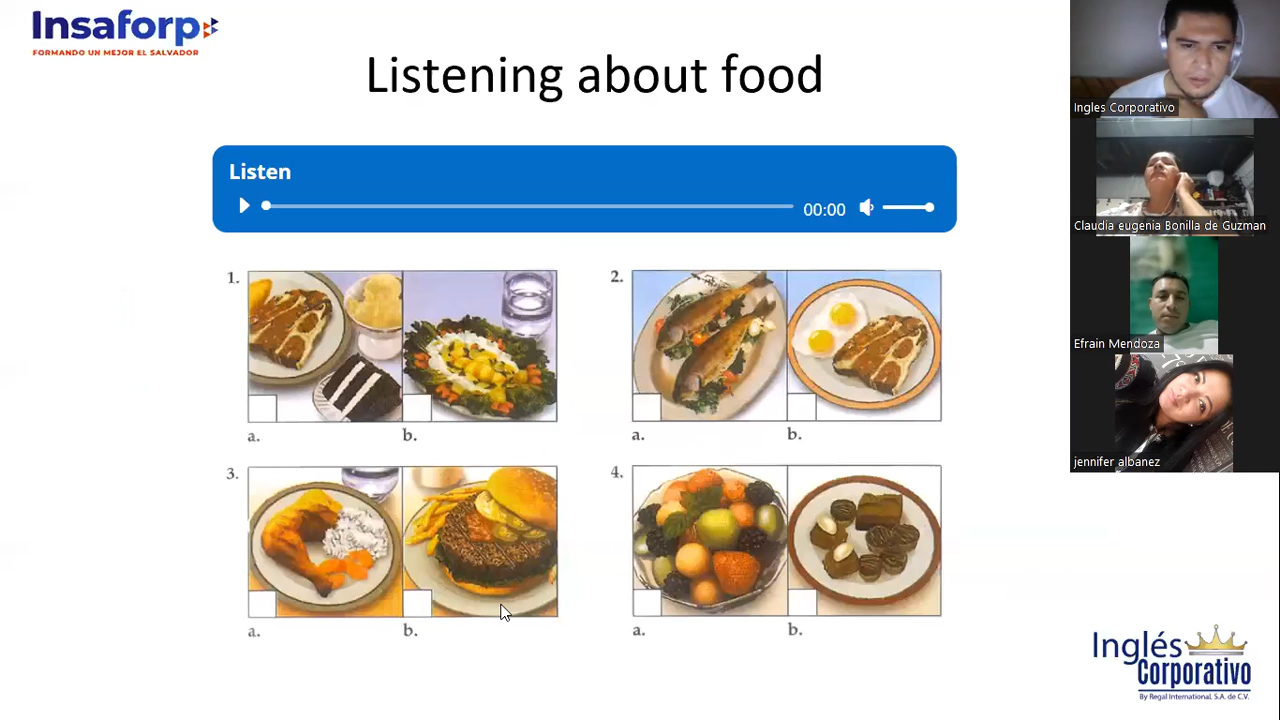 Insaforp
FORMANDO UN MEJOR EL SALVADOR
Listening about food
Listen
00:00
1.
a.
b.
2.
a.
b.
3.
a.
b.
4.
a.
b.
Ingles Corporativo
Claudia eugenia Bonilla de Guzman
Efrain Mendoza
jennifer albanez
Inglés
Corporativo
By Regal International, S.A. de C.V.